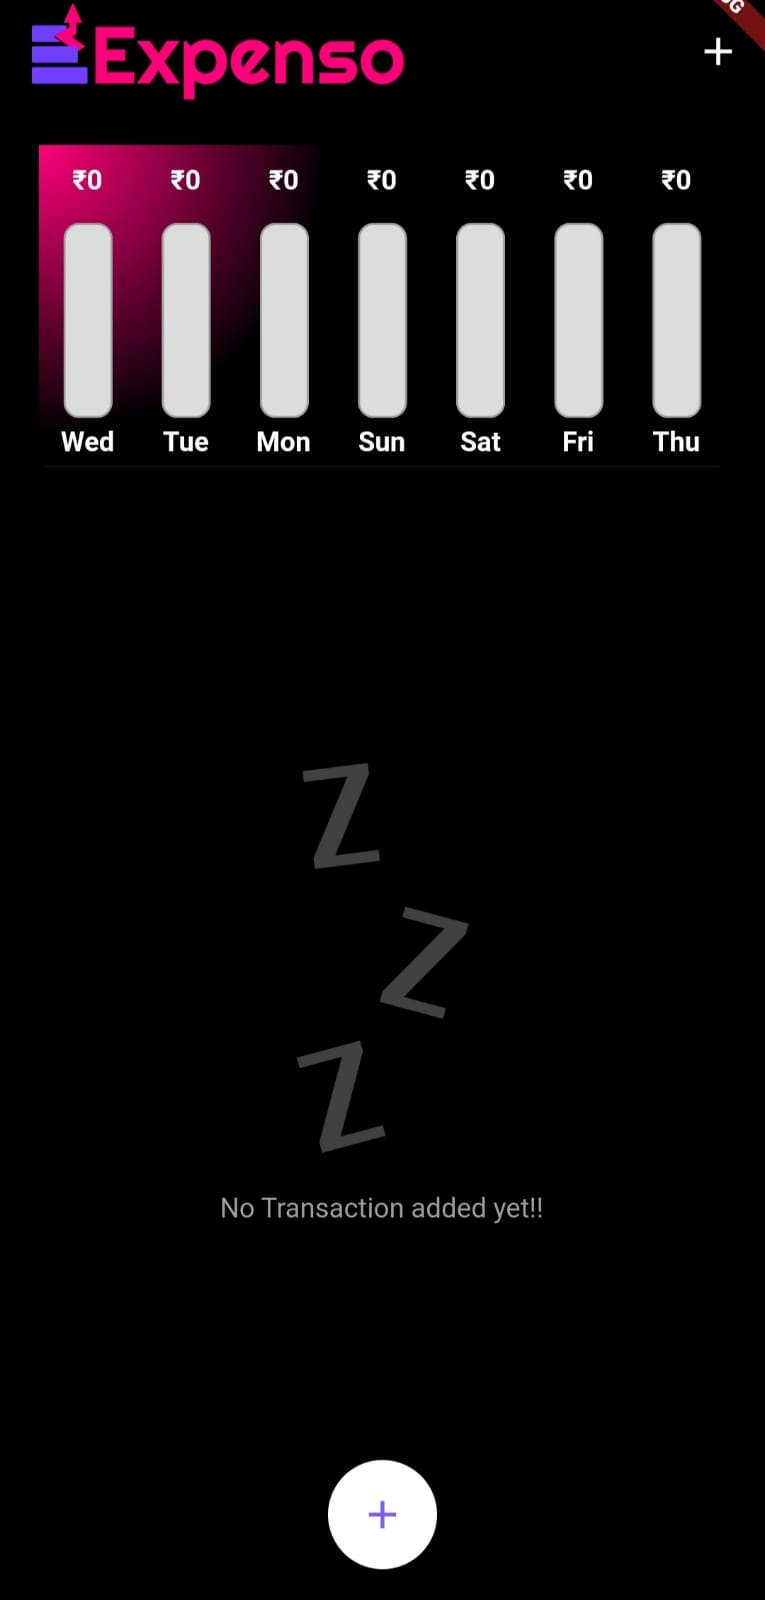 Expenso
+
₹0 ₹0 ₹0 ₹0 ₹0 ₹0 ₹0
Wed Tue Mon Sun Sat Fri Thu
Z
Z
Z
No Transaction added yet!!
+